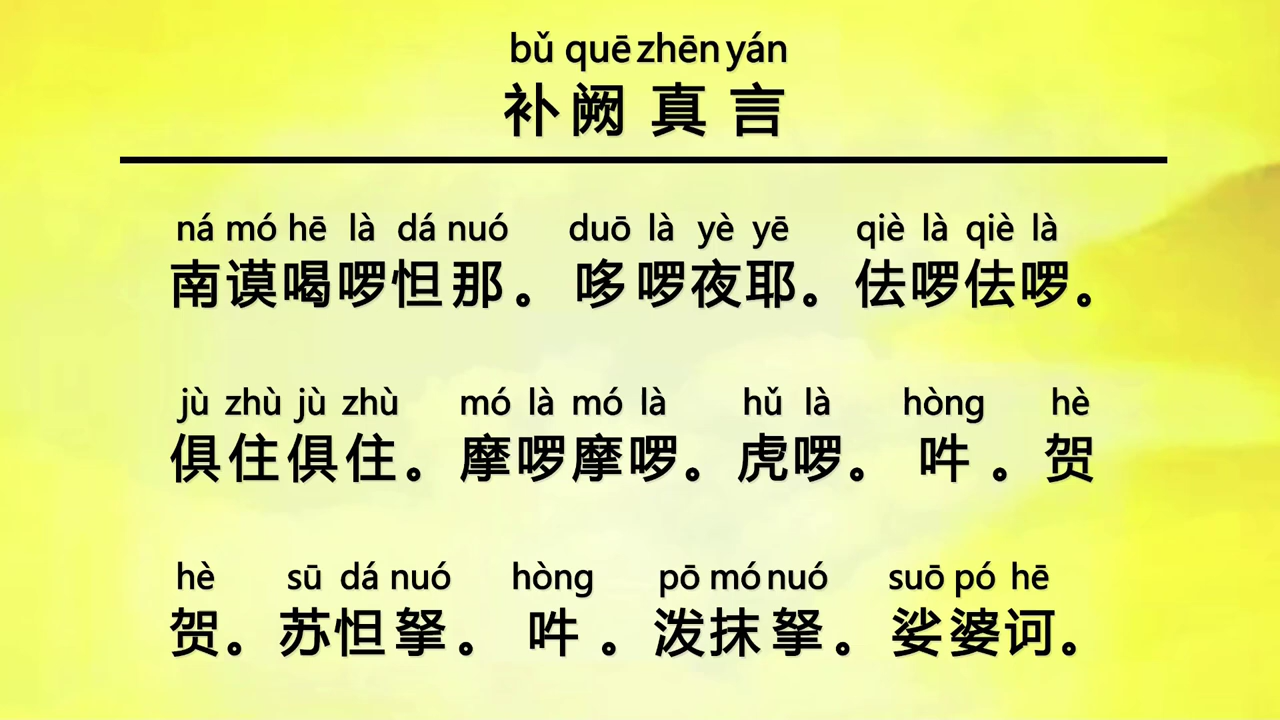 bǔ quē zhēn yán
补阙真言
ná mó hē là dá nuó duō là yè yē qiè là qiè là
南谟喝啰怛那。哆啰夜耶。佉啰佉啰。
jù zhù jù zhù mó là mó là hǔ là hòng hè
俱住俱住。摩啰摩啰。虎啰。吽。贺
hè sū dá nuó hòng pō mó nuó suō pó hē
贺。苏怛拏。吽。泼抹拏。娑婆诃。